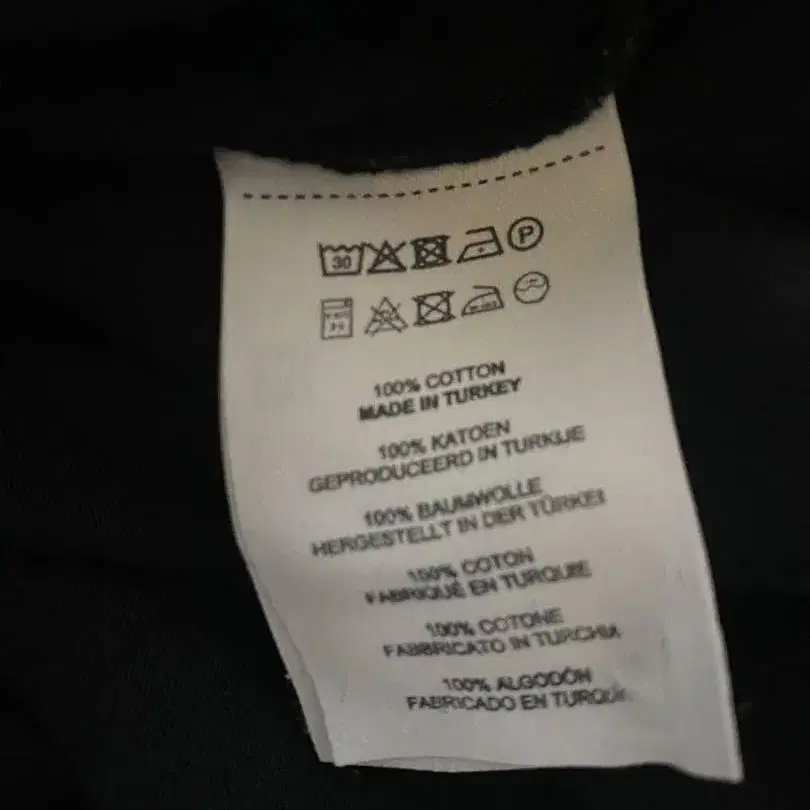 30
P
100% COTTON
MADE IN TURKEY
100% KATOEN
GEPRODUCEERD IN TURKIJE
100% BAUMWOLLE
HERGESTELLT IN DER TÜRKEI
100% COTON
FABRIQUÉ EN TURQUIE
100% COTONE
FABBRICATO IN TURCHIA
100% ALGODÓN
FABRICADO EN